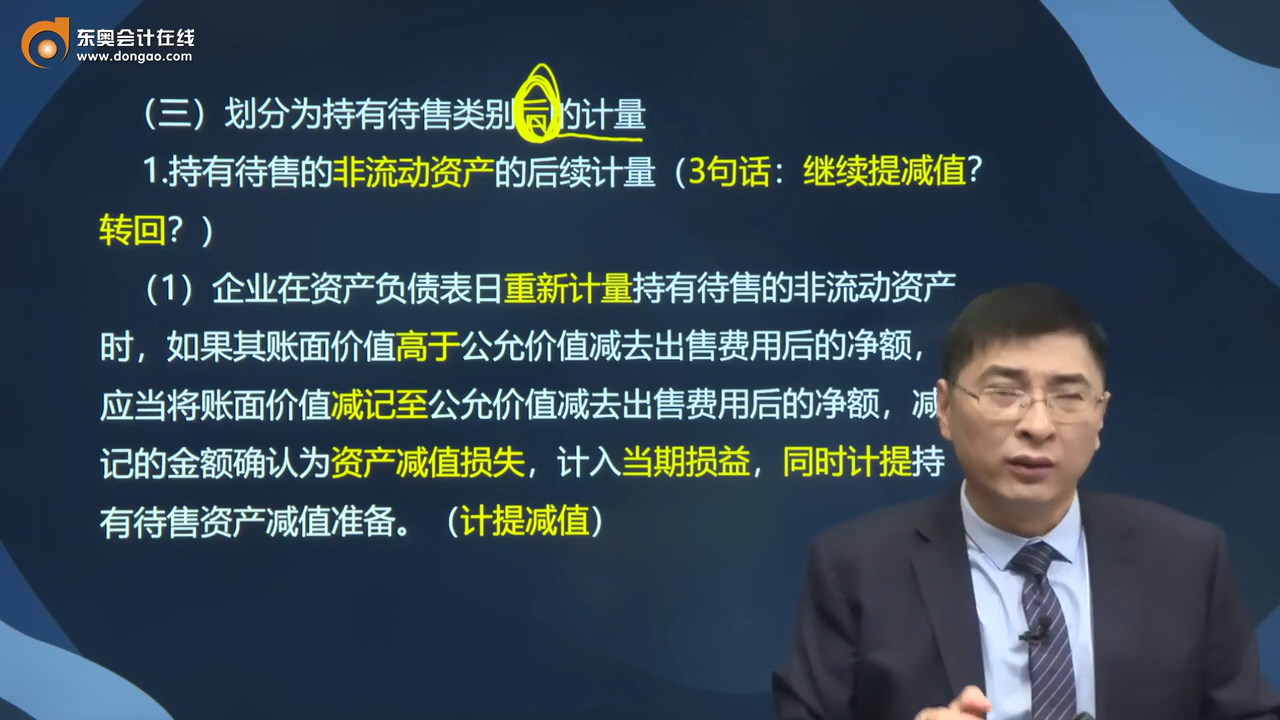 东奥会计在线
www.dongao.com
（三）划分为持有待售类别后的计量
1.持有待售的非流动资产的后续计量（3句话：继续提减值？
转回？）
（1）企业在资产负债表日重新计量持有待售的非流动资产
时，如果其账面价值高于公允价值减去出售费用后的净额，
应当将账面价值减记至公允价值减去出售费用后的净额，减
记的金额确认为资产减值损失，计入当期损益，同时计提持
有待售资产减值准备。（计提减值）